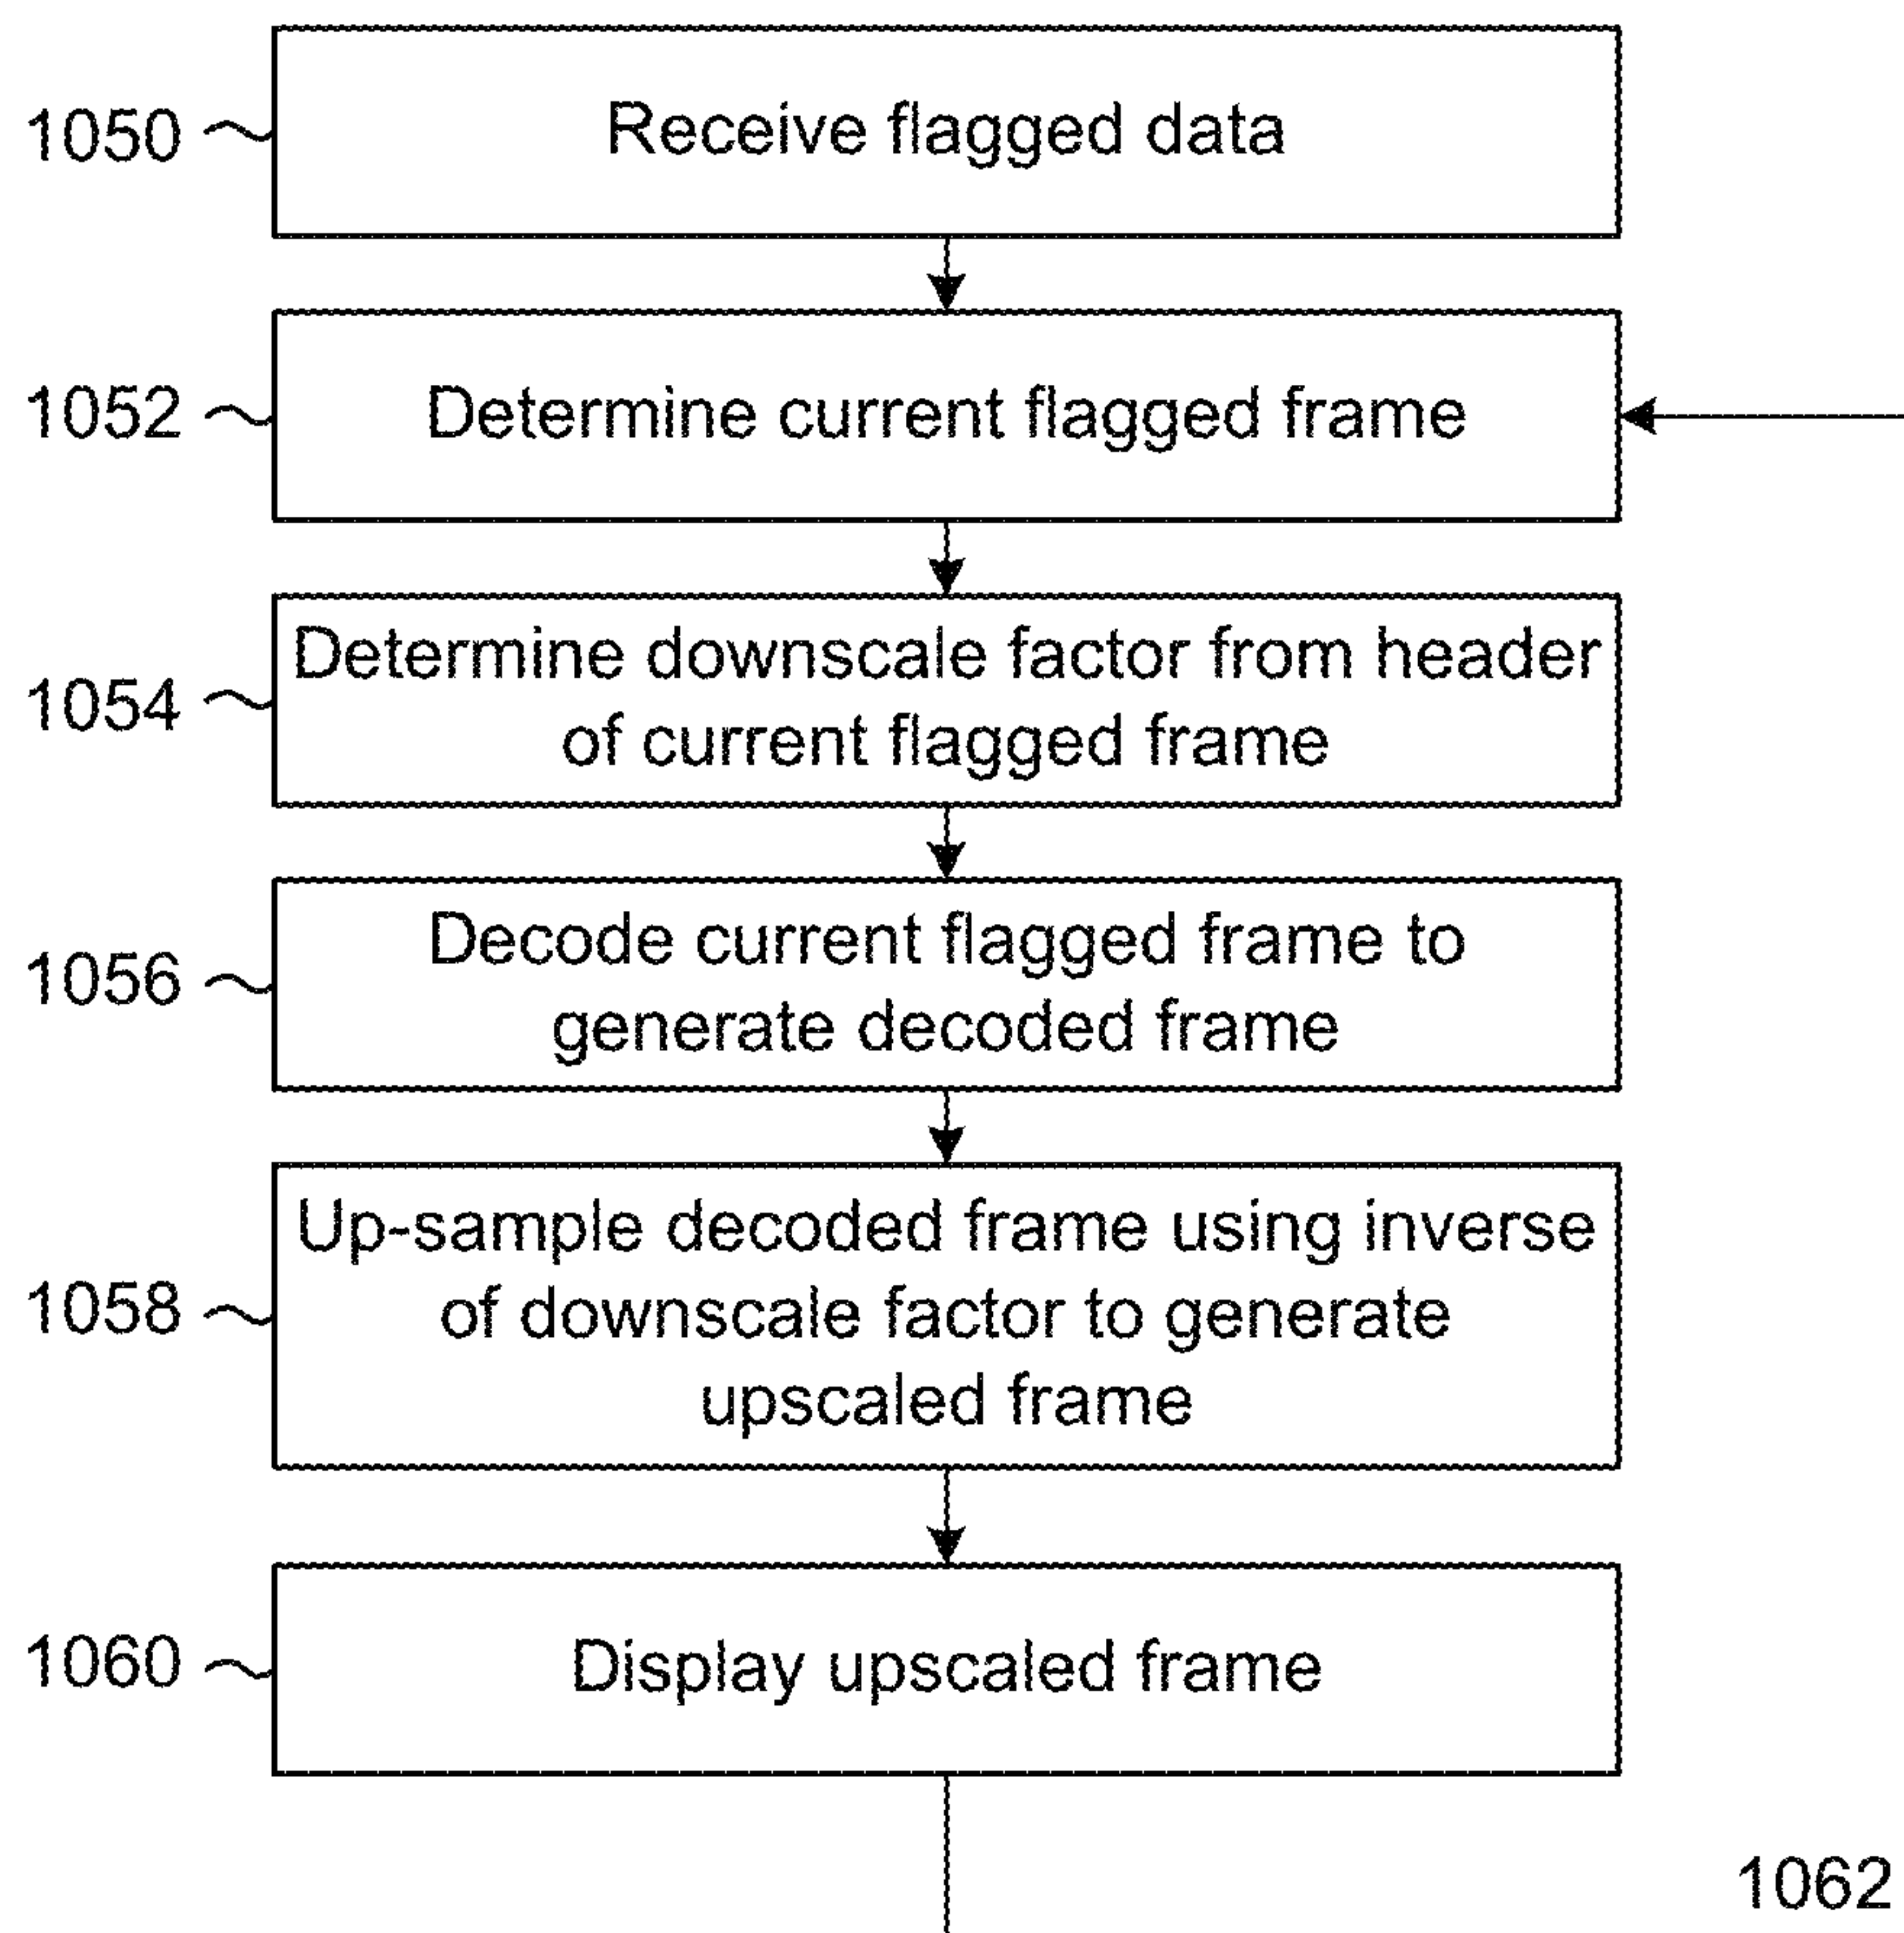 1050
Receive flagged data
1052
Determine current flagged frame
1054
Determine downscale factor from header
of current flagged frame
1056
Decode current flagged frame to
generate decoded frame
1058
Up-sample decoded frame using inverse
of downscale factor to generate
upscaled frame
1060
Display upscaled frame
1062